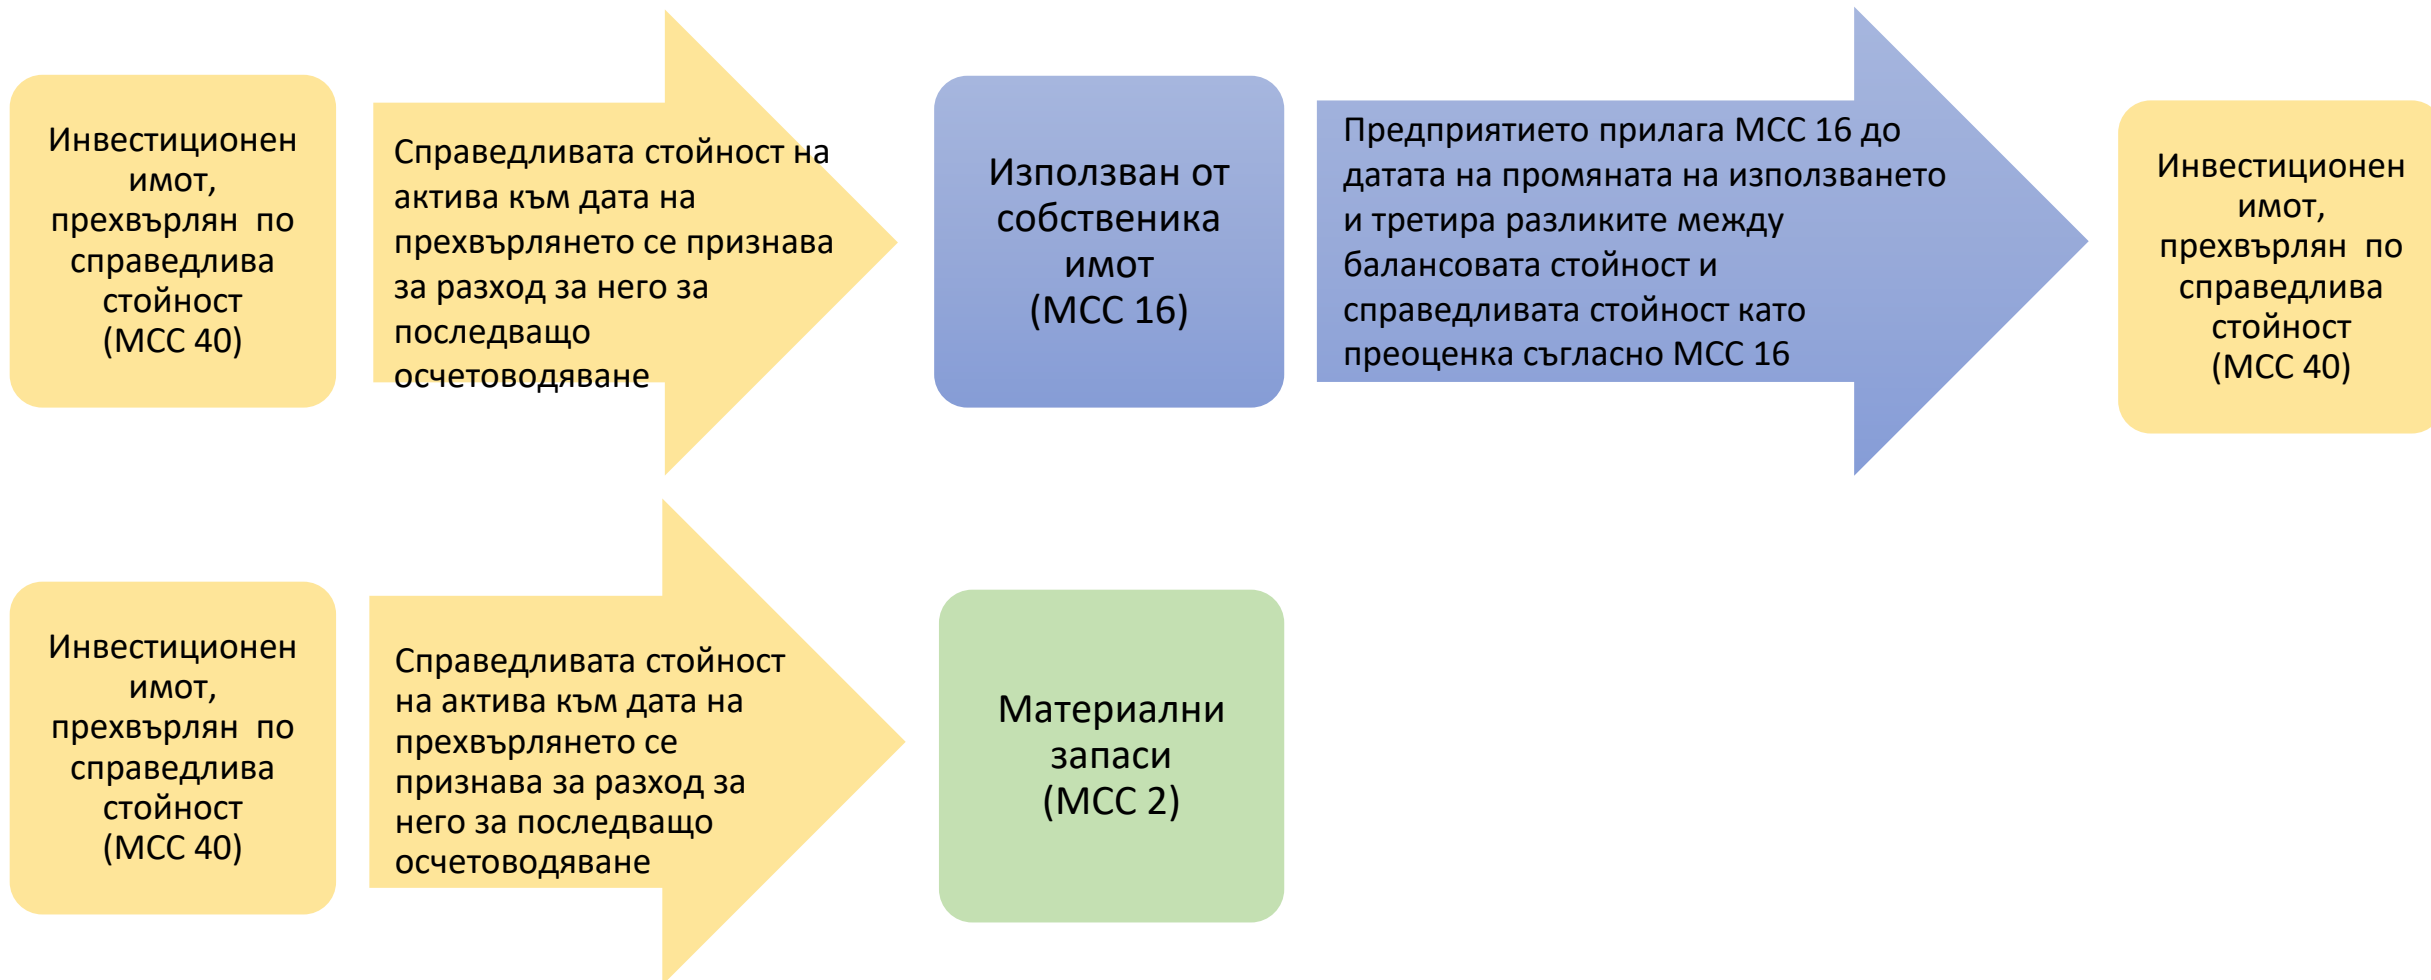 Инвестиционен
имот,
прехвърлян  по
справедлива
стойност
(МСС 40)
Справедливата стойност на
актива към дата на
прехвърлянето се признава
за разход за него за
последващо
осчетоводяване
Използван от
собственика
имот
(МСС 16)
Предприятието прилага МСС 16 до
датата на промяната на използването
и третира разликите между
балансовата стойност и
справедливата стойност като
преоценка съгласно МСС 16
Инвестиционен
имот,
прехвърлян  по
справедлива
стойност
(МСС 40)
Инвестиционен
имот,
прехвърлян  по
справедлива
стойност
(МСС 40)
Справедливата стойност
на актива към дата на
прехвърлянето се
признава за разход за
него за последващо
осчетоводяване
Материални
запаси
(МСС 2)